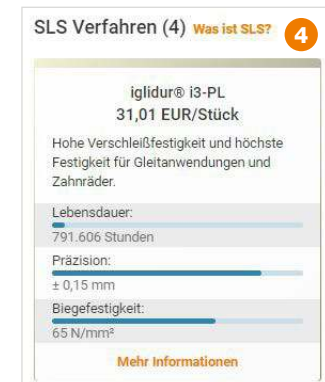 SLS Verfahren (4) Was ist SLS? 4
iglidur® i3-PL
31,01 EUR/Stück
Hohe Verschleißfestigkeit und höchste
Festigkeit für Gleitanwendungen und
Zahnräder.
Lebensdauer:
791.606 Stunden
Präzision:
± 0,15 mm
Biegefestigkeit:
65 N/mm²
Mehr Informationen